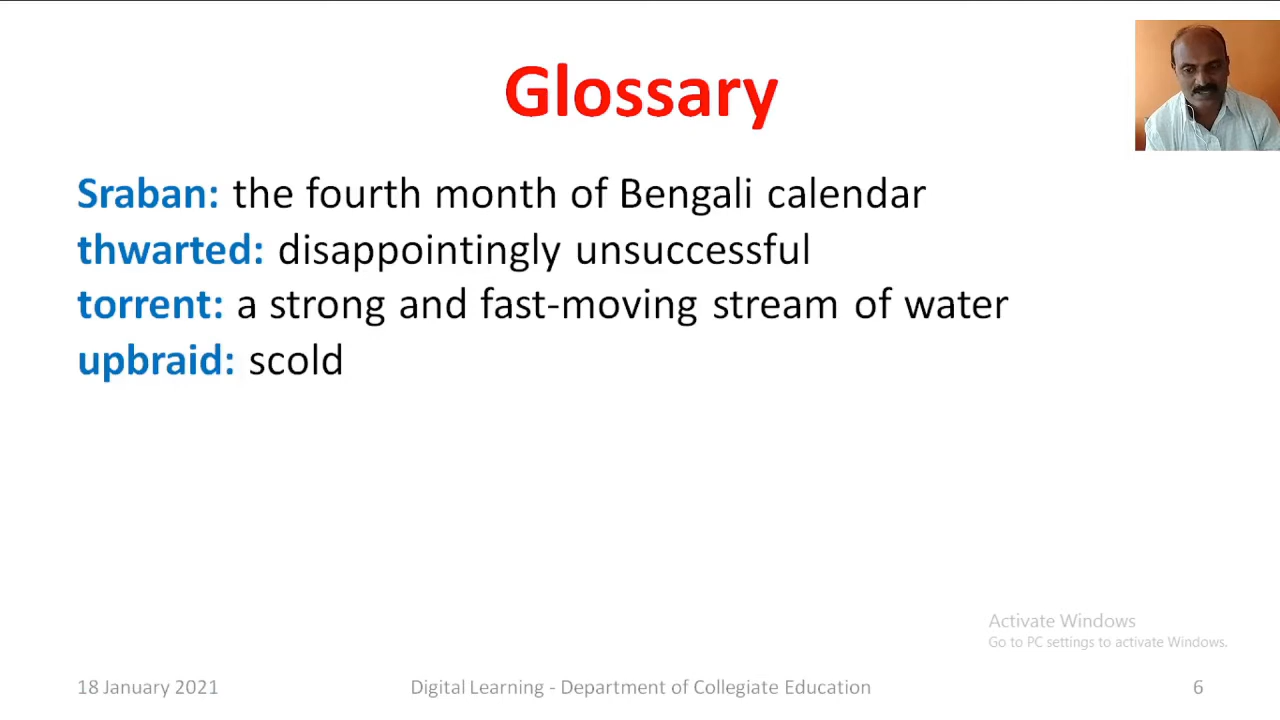 Glossary
Sraban: the fourth month of Bengali calendar
thwarted: disappointingly unsuccessful
torrent: a strong and fast-moving stream of water
upbraid: scold
Activate Windows
Go to PC settings to activate Windows.
18 January 2021
Digital Learning - Department of Collegiate Education
6